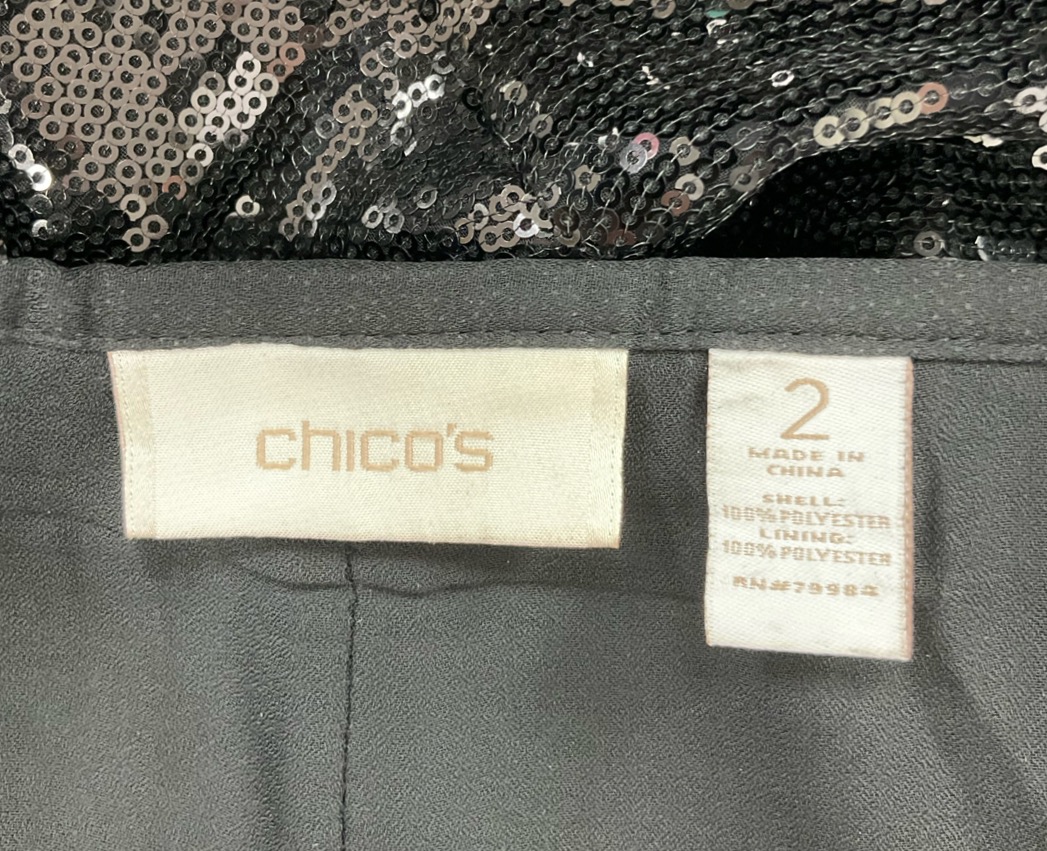 chico's
2
MADE IN
CHINA
SHELL:
100% POLYESTER
LINING:
100% POLYESTER
RN#79984